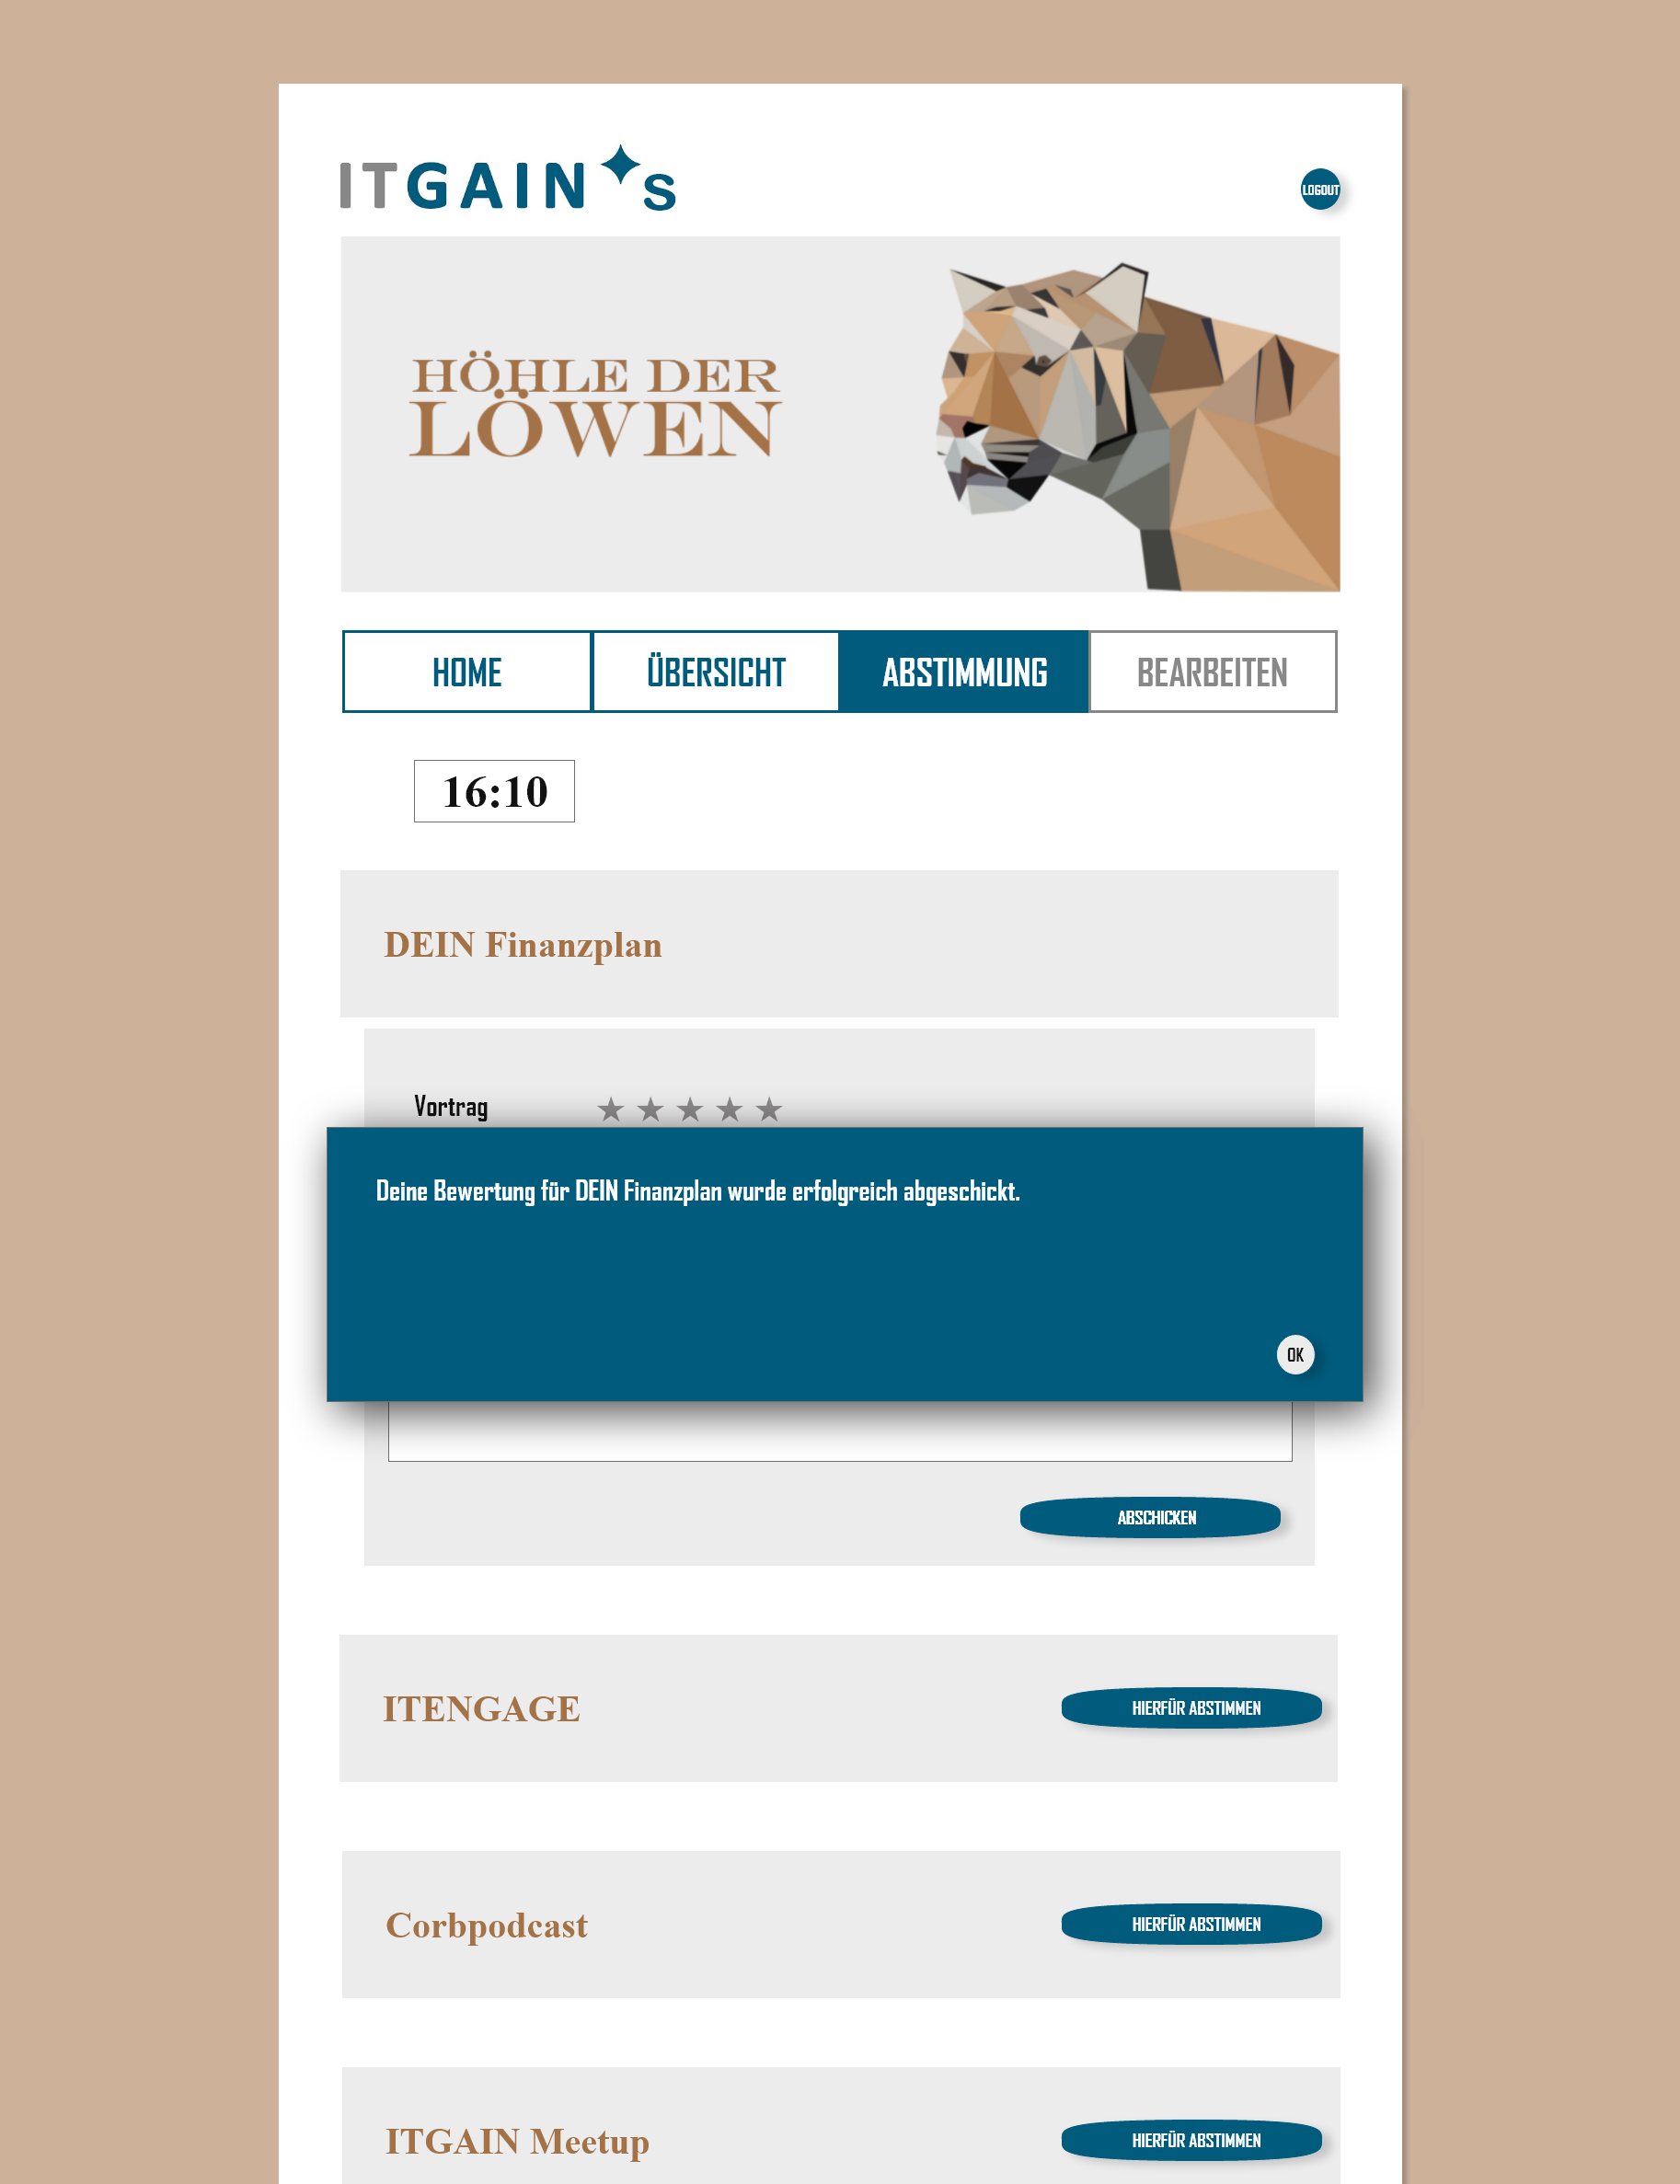 ITGAIN's
LOGOUT
HÖHLE DER
LÖWEN
HOME
ÜBERSICHT
ABSTIMMUNG
BEARBEITEN
16:10
DEIN Finanzplan
Vortrag
Deine Bewertung für DEIN Finanzplan wurde erfolgreich abgeschickt.
OK
ABSCHICKEN
ITENGAGE
HIERFÜR ABSTIMMEN
Corbpodcast
HIERFÜR ABSTIMMEN
ITGAIN Meetup
HIERFÜR ABSTIMMEN